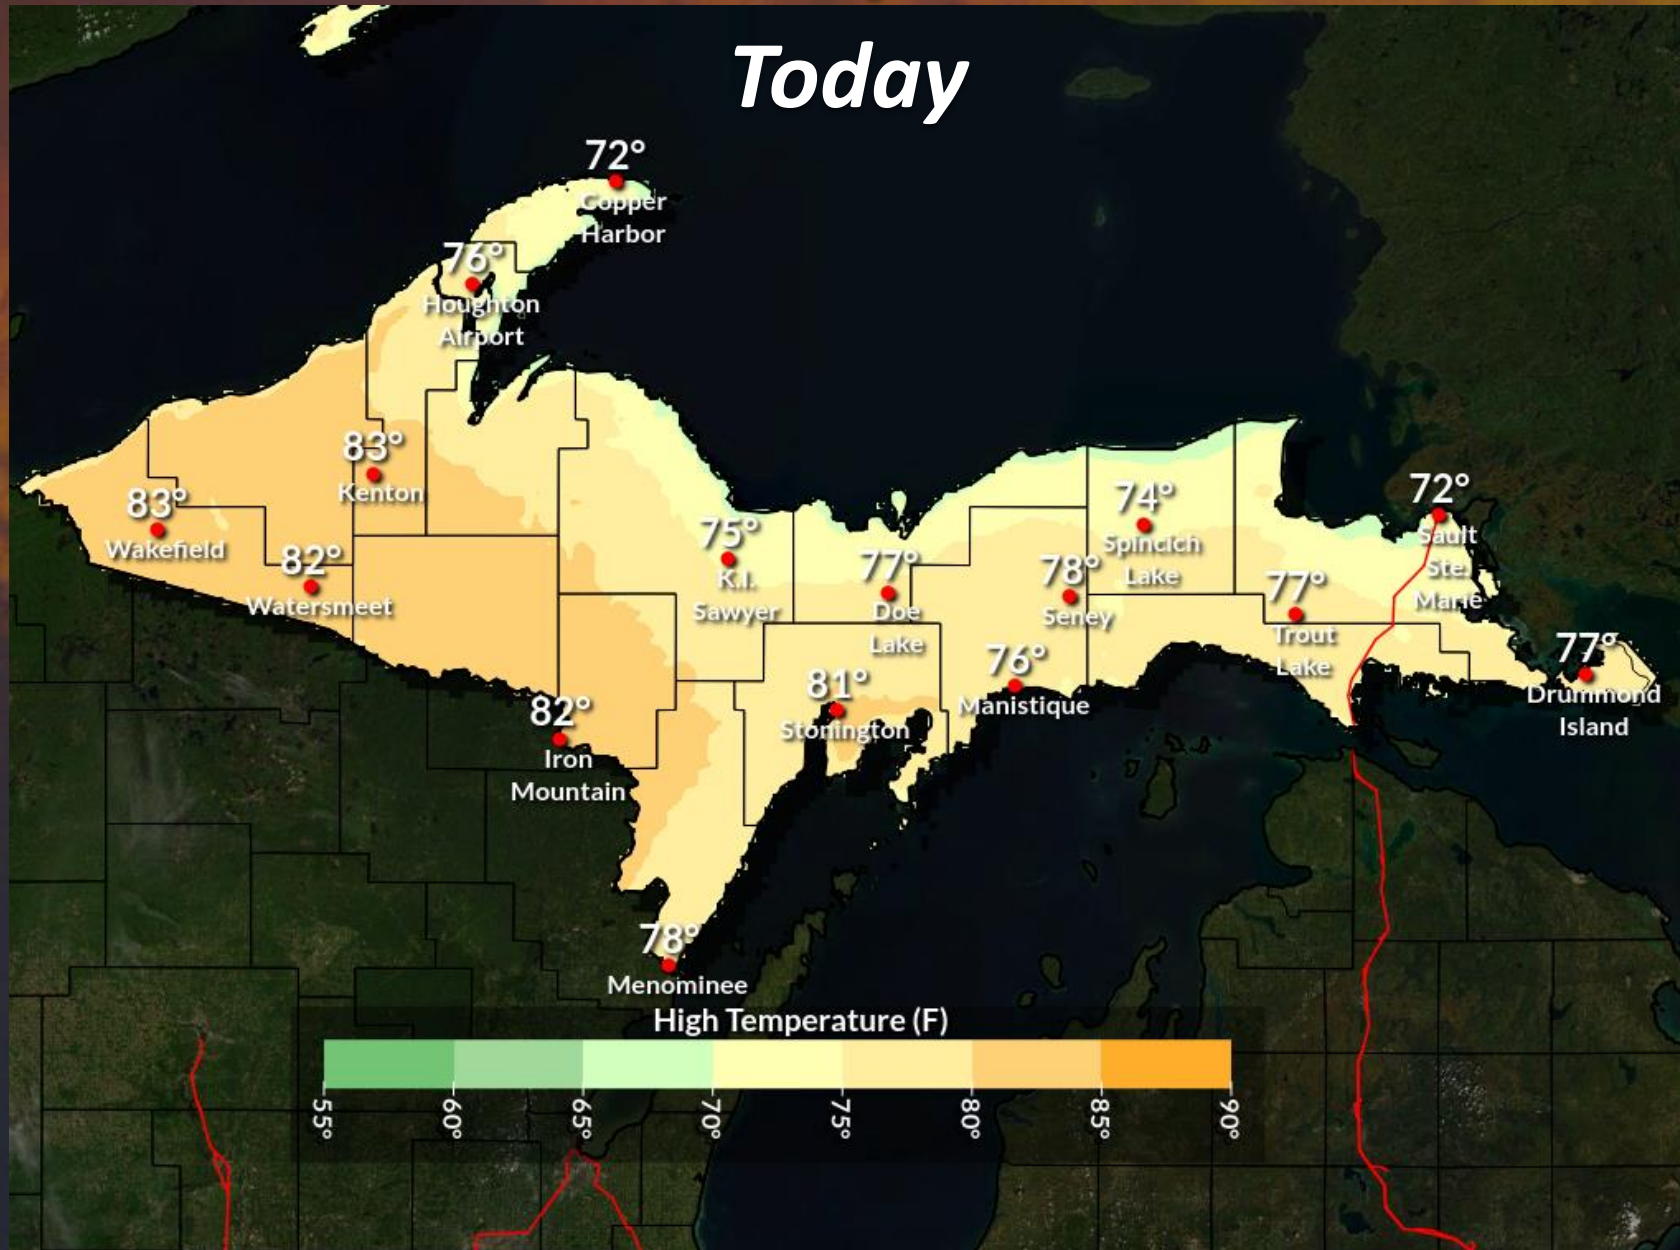 Today
72°
Copper
Harbor
76°
Houghton
Airport
83°
Kenton
83°
Wakefield
82°
Watersmeet
75°
K.I.
Sawyer
77°
Doe
Lake
78°
Seney
74°
Spincich
Lake
77°
Trout
Lake
72°
Sault
Ste.
Marie
77°
Drummond
Island
76°
Manistique
81°
Stonington
82°
Iron
Mountain
78°
Menominee
High Temperature (F)
55°
60°
65°
70°
75°
80°
85°
90°